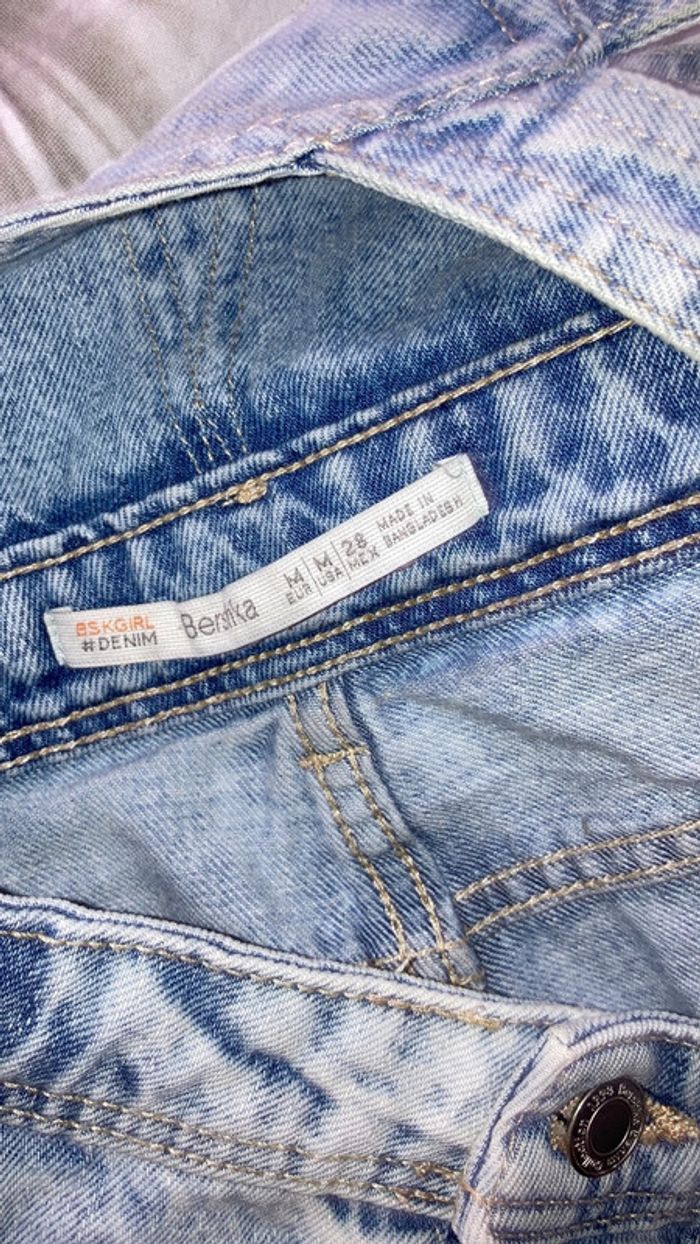 BSKGIRL
#DENIM
Bershka
M
EUR
M
USA
28
MEX
MADE IN
BANGLADESH